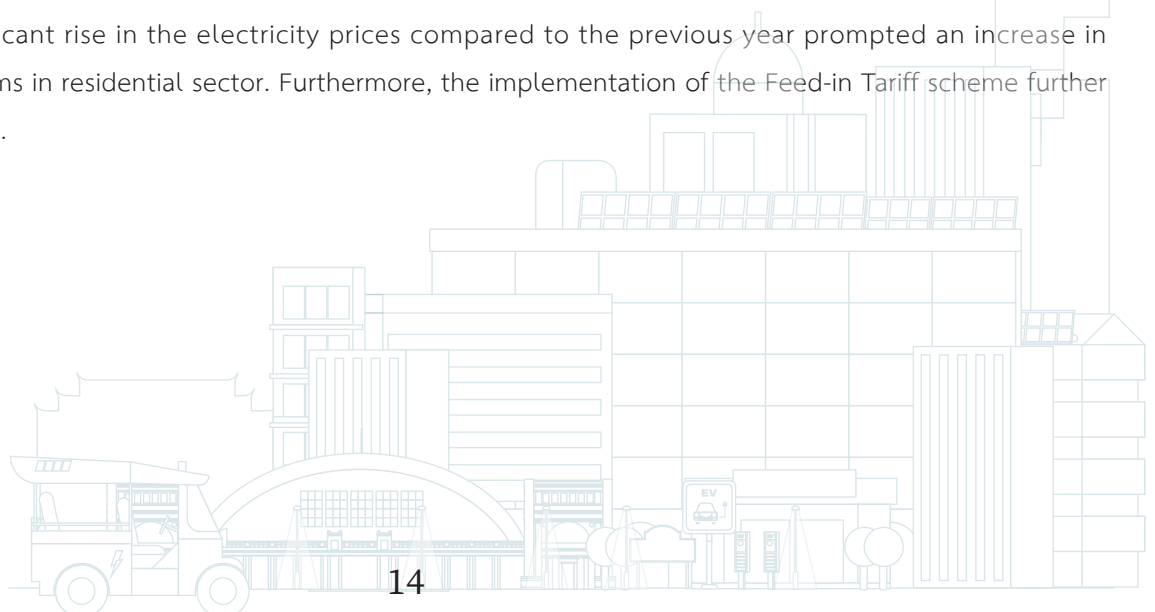 cant rise in the electricity prices compared to the previous year prompted an increase in
ms in residential sector. Furthermore, the implementation of the Feed-in Tariff scheme further
.
EV
14